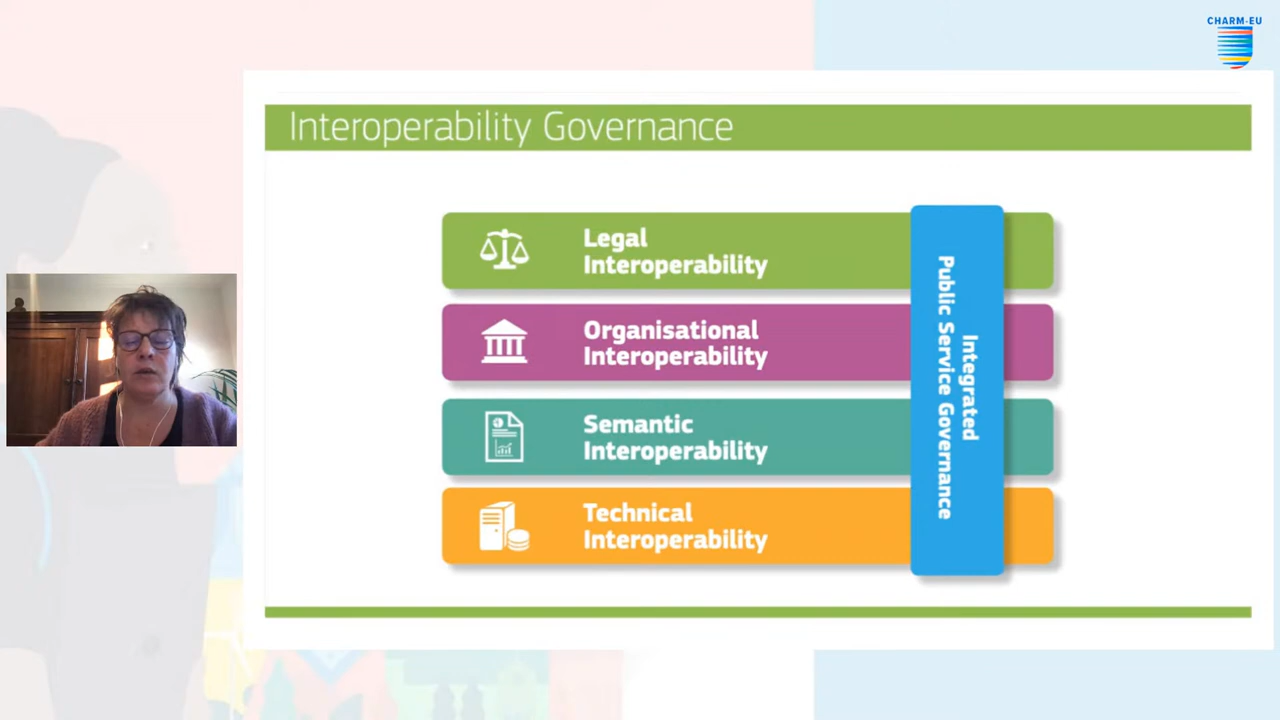 CHARM-EU
Interoperability Governance
Legal
Interoperability
Organisational
Interoperability
Semantic
Interoperability
Technical
Interoperability
Integrated
Public Service Governance